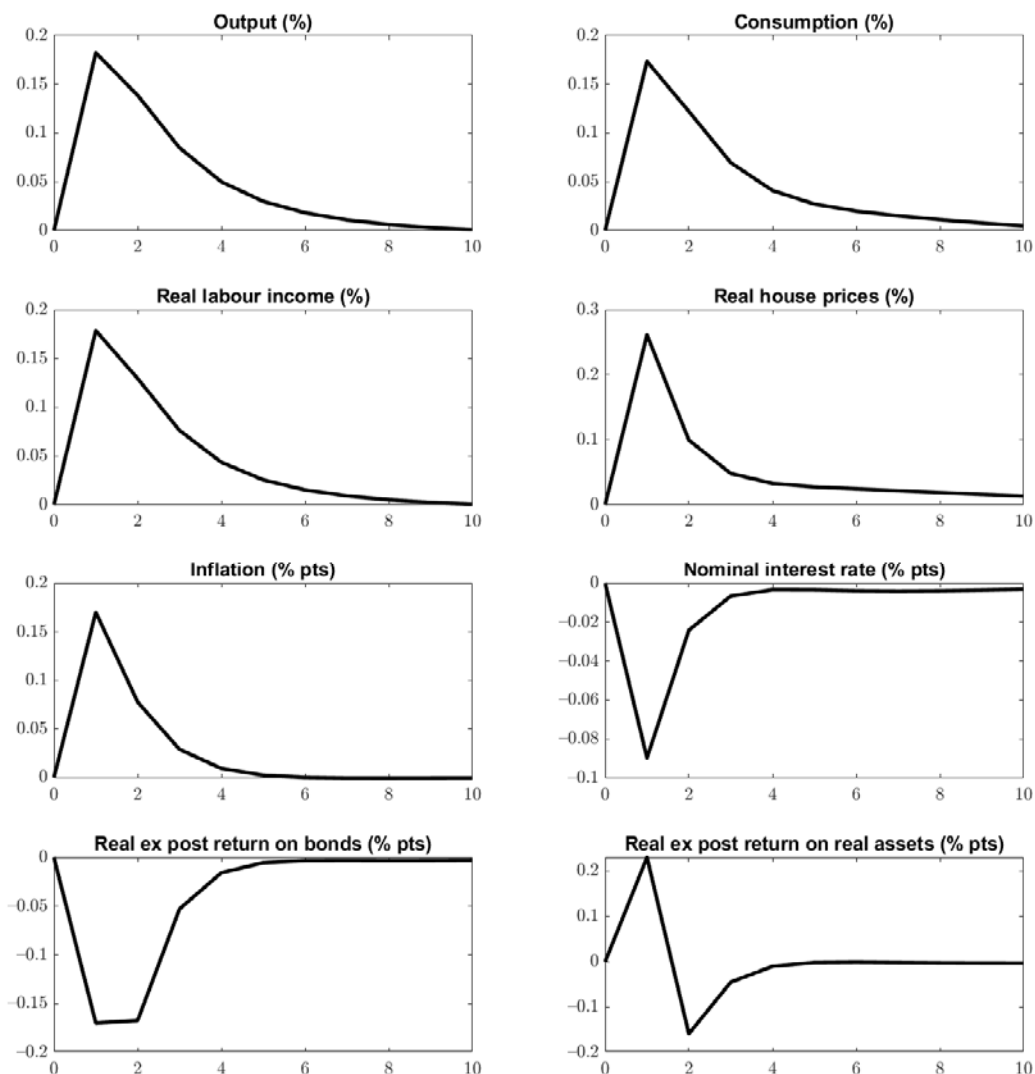 Output (%)
0.2
0.15
0.1
0.05
0
0 2 4 6 8 10
Consumption (%)
0.2
0.15
0.1
0.05
0
0 2 4 6 8 10
Real labour income (%)
0.2
0.15
0.1
0.05
0
0 2 4 6 8 10
Real house prices (%)
0.3
0.2
0.1
0
0 2 4 6 8 10
Inflation (% pts)
0.2
0.15
0.1
0.05
0
0 2 4 6 8 10
Nominal interest rate (% pts)
0
−0.02
−0.04
−0.06
−0.08
−0.1
0 2 4 6 8 10
Real ex post return on bonds (% pts)
0
−0.05
−0.1
−0.15
−0.2
0 2 4 6 8 10
Real ex post return on real assets (% pts)
0.2
0.1
0
−0.1
−0.2
0 2 4 6 8 10